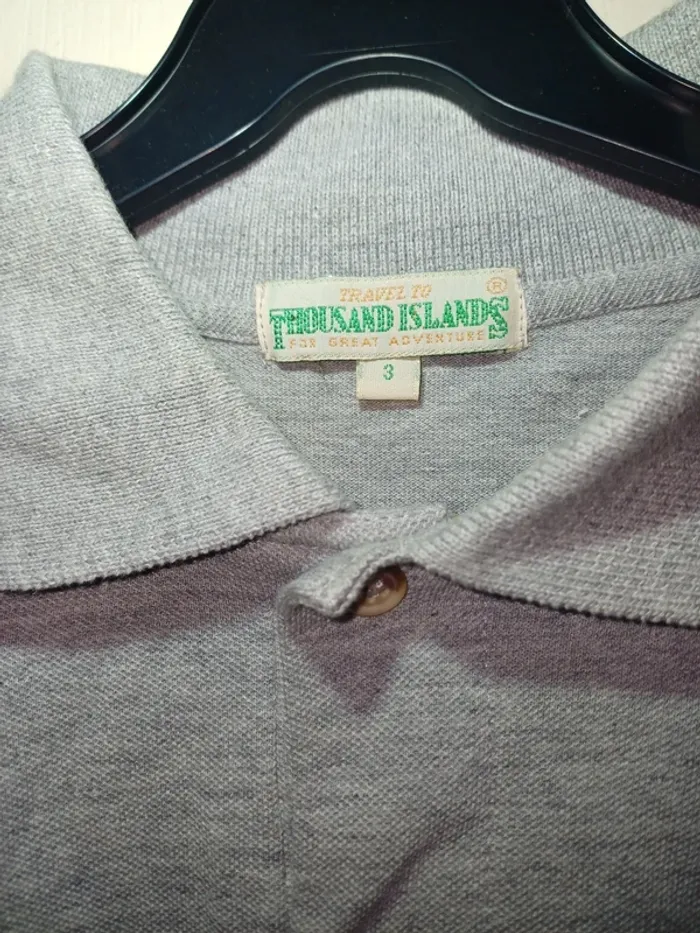 TRAVEL TO
®
THOUSAND ISLANDS
FOR GREAT ADVENTURE
3